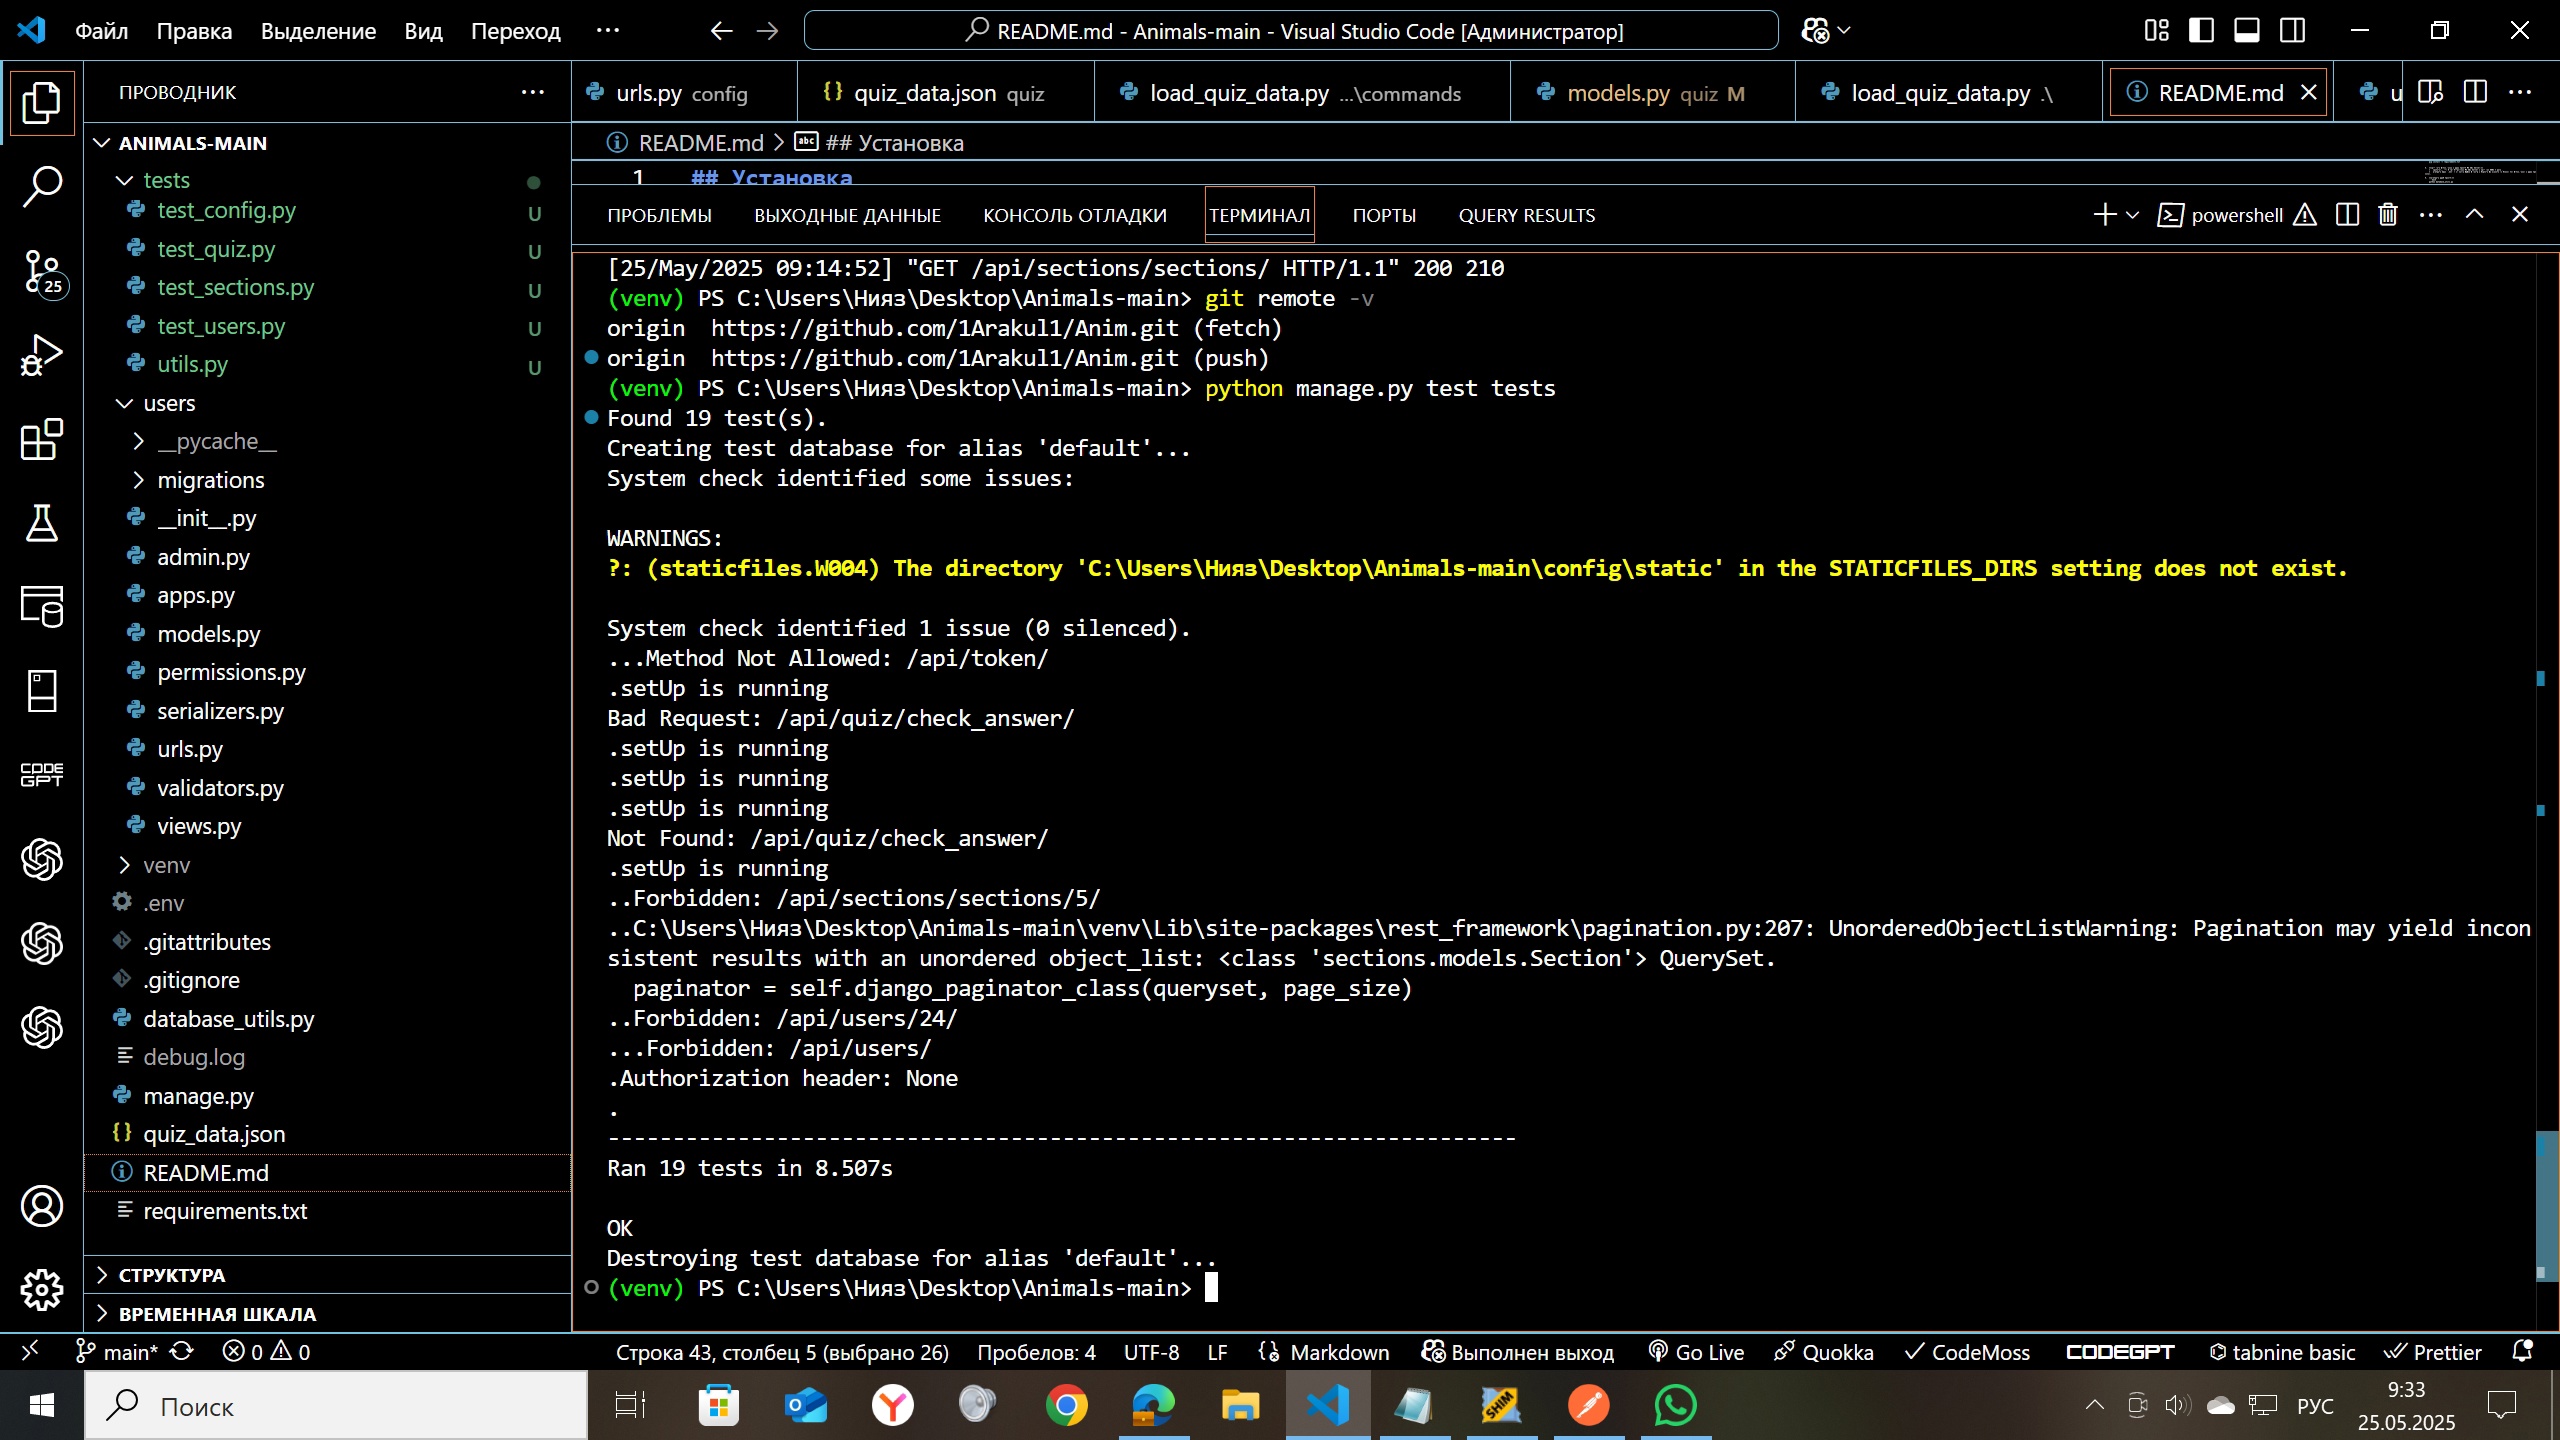 Файл Правка Выделение Вид Переход ··· README.md - Animals-main - Visual Studio Code [Администратор]
ПРОВОДНИК ···
urls.py config quiz_data.json quiz load_quiz_data.py ...\commands models.py quiz M load_quiz_data.py .\ README.md u ···
README.md > ## Установка
1 ## Установка
ANIMALS-MAIN
tests
test_config.py U
test_quiz.py U
test_sections.py U
test_users.py U
utils.py U
users
__pycache__
migrations
__init__.py
admin.py
apps.py
models.py
permissions.py
serializers.py
urls.py
validators.py
views.py
venv
.env
.gitattributes
.gitignore
database_utils.py
debug.log
manage.py
quiz_data.json
README.md
requirements.txt
СТРУКТУРА
ВРЕМЕННАЯ ШКАЛА
25
CODE GPT
ПРОБЛЕМЫ ВЫХОДНЫЕ ДАННЫЕ КОНСОЛЬ ОТЛАДКИ ТЕРМИНАЛ ПОРТЫ QUERY RESULTS powershell ···
[25/May/2025 09:14:52] "GET /api/sections/sections/ HTTP/1.1" 200 210
(venv) PS C:\Users\Нияз\Desktop\Animals-main> git remote -v
origin  https://github.com/1Arakul1/Anim.git (fetch)
origin  https://github.com/1Arakul1/Anim.git (push)
(venv) PS C:\Users\Нияз\Desktop\Animals-main> python manage.py test tests
Found 19 test(s).
Creating test database for alias 'default'...
System check identified some issues:
WARNINGS:
?: (staticfiles.W004) The directory 'C:\Users\Нияз\Desktop\Animals-main\config\static' in the STATICFILES_DIRS setting does not exist.
System check identified 1 issue (0 silenced).
...Method Not Allowed: /api/token/
.setUp is running
Bad Request: /api/quiz/check_answer/
.setUp is running
.setUp is running
.setUp is running
Not Found: /api/quiz/check_answer/
.setUp is running
..Forbidden: /api/sections/sections/5/
..C:\Users\Нияз\Desktop\Animals-main\venv\Lib\site-packages\rest_framework\pagination.py:207: UnorderedObjectListWarning: Pagination may yield incon
sistent results with an unordered object_list: <class 'sections.models.Section'> QuerySet.
  paginator = self.django_paginator_class(queryset, page_size)
..Forbidden: /api/users/24/
...Forbidden: /api/users/
.Authorization header: None
.
----------------------------------------------------------------------
Ran 19 tests in 8.507s
OK
Destroying test database for alias 'default'...
(venv) PS C:\Users\Нияз\Desktop\Animals-main>
main* 0 0 Строка 43, столбец 5 (выбрано 26) Пробелов: 4 UTF-8 LF Markdown Выполнен выход Go Live Quokka CodeMoss CODEGPT tabnine basic Prettier
Поиск РУС 9:33
25.05.2025